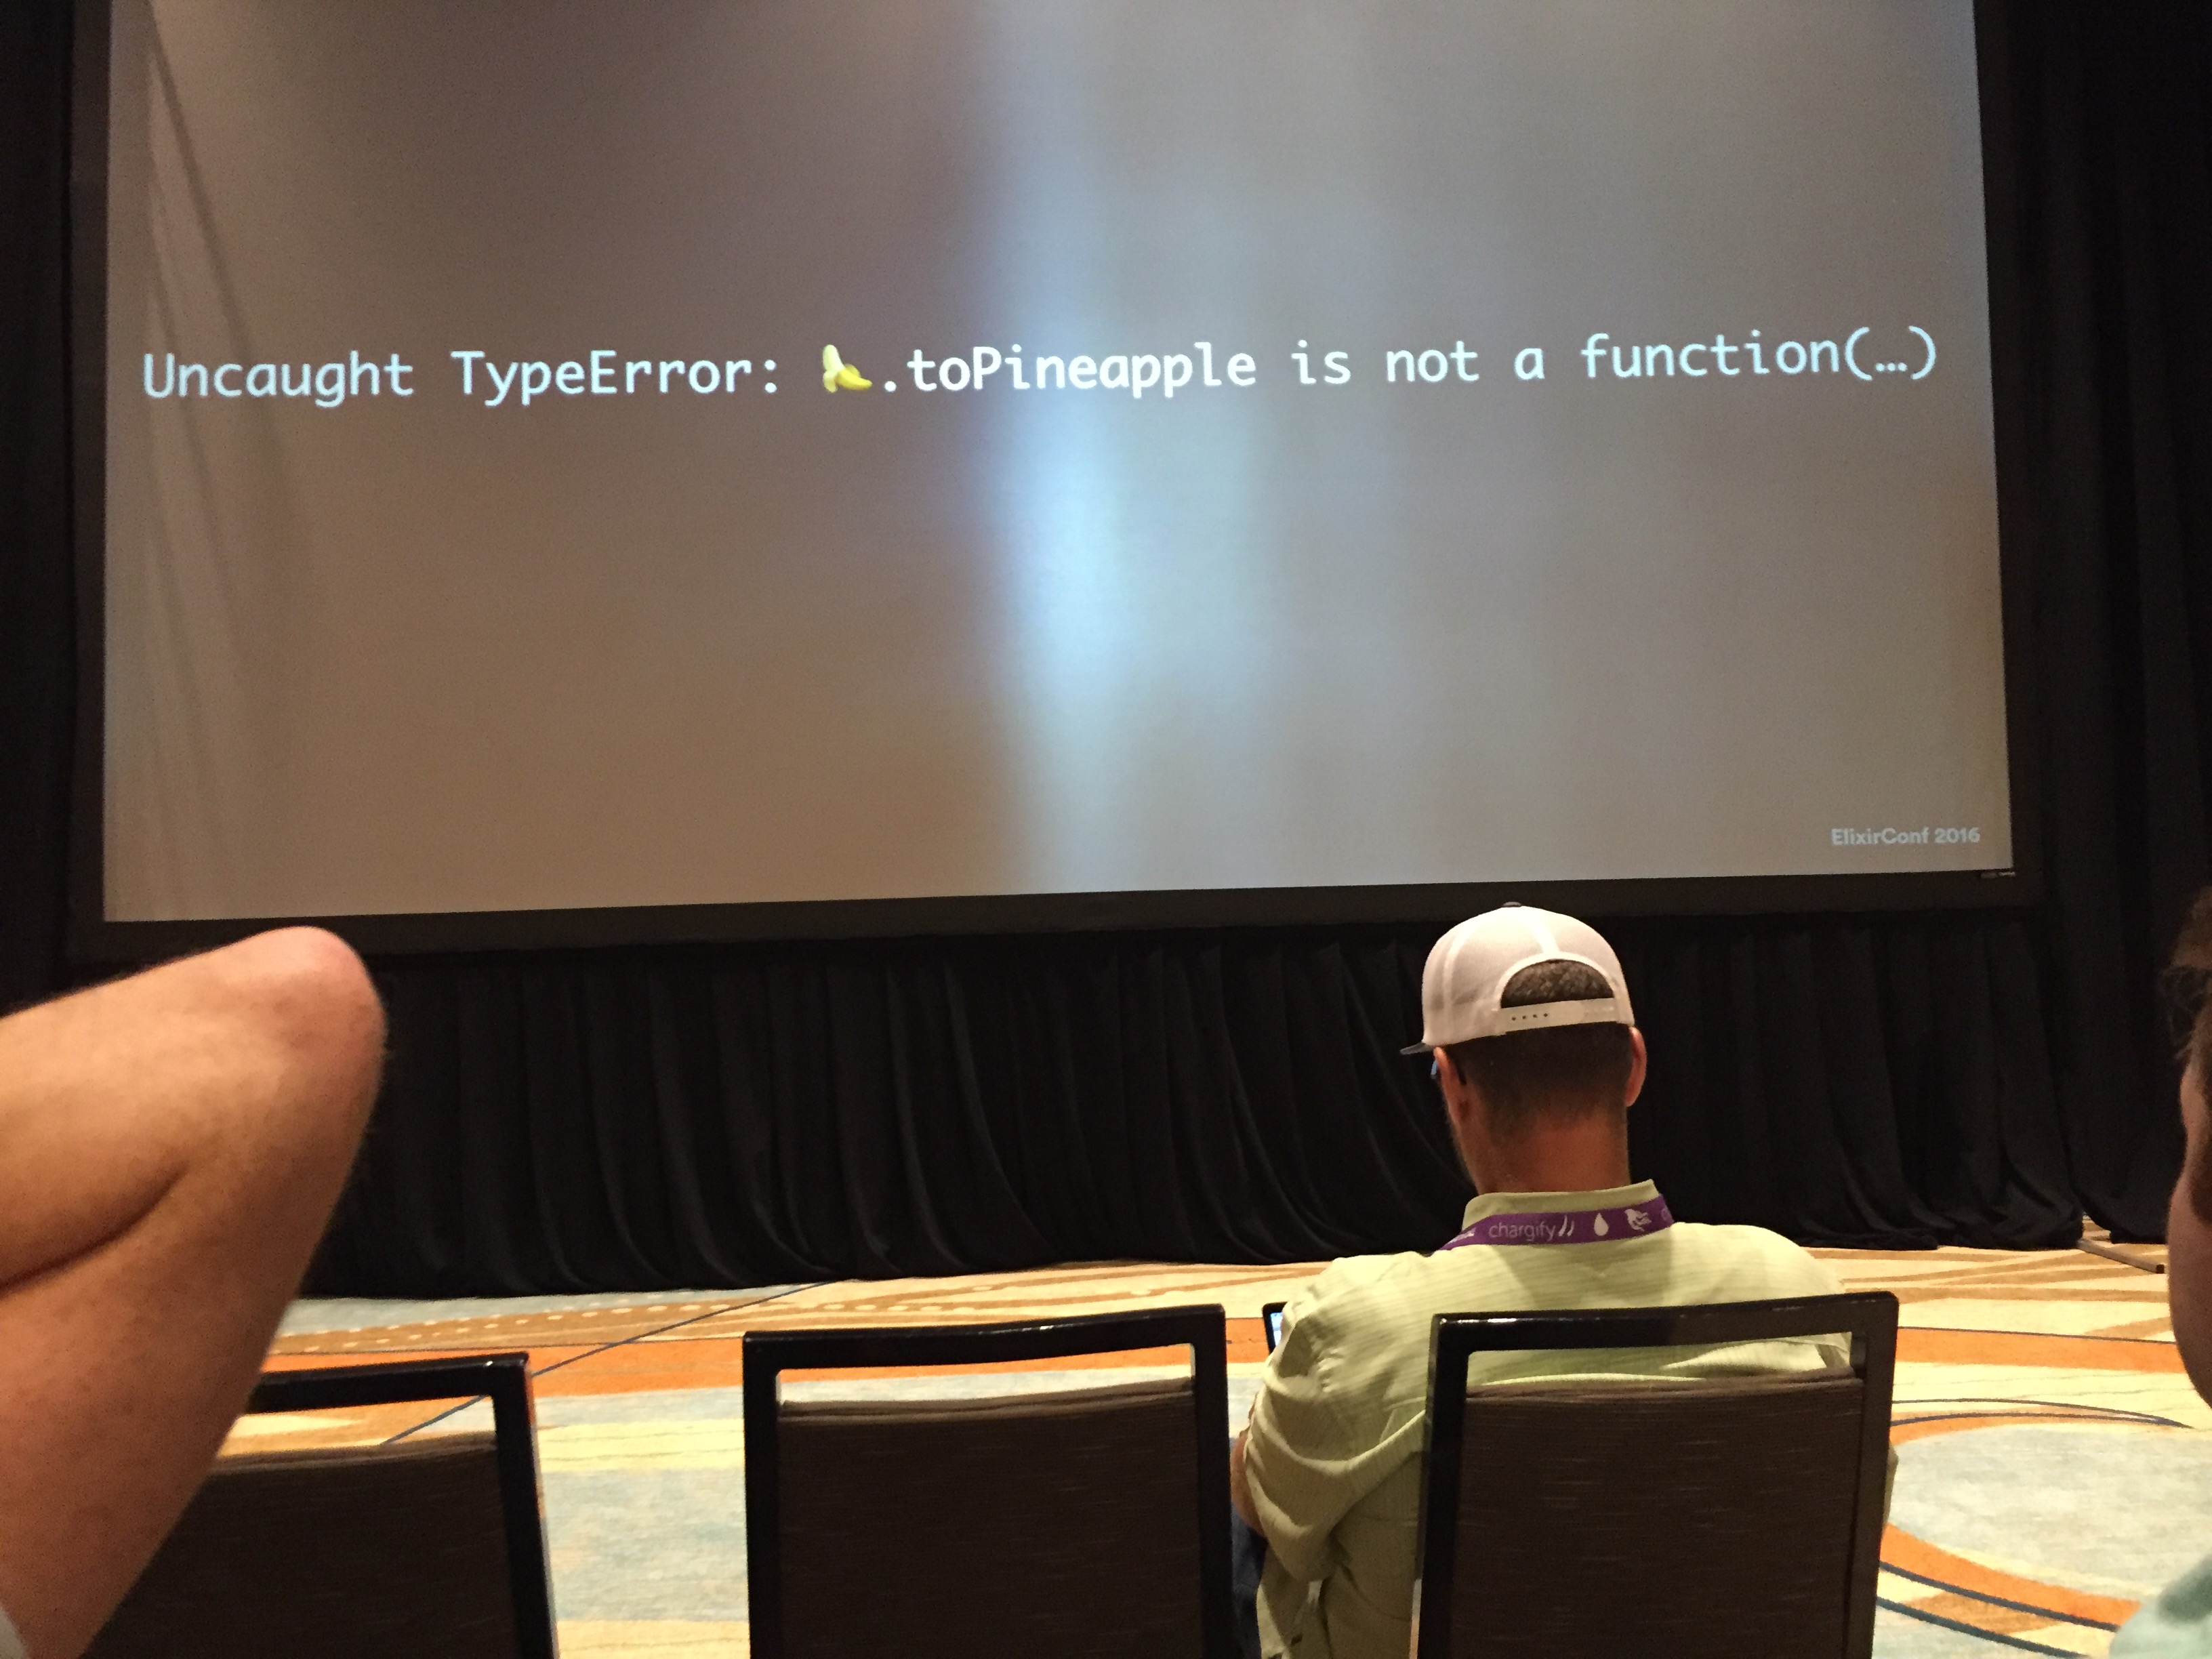 Uncaught TypeError: 🍌.toPineapple is not a function(…)
ElixirConf 2016
chargify